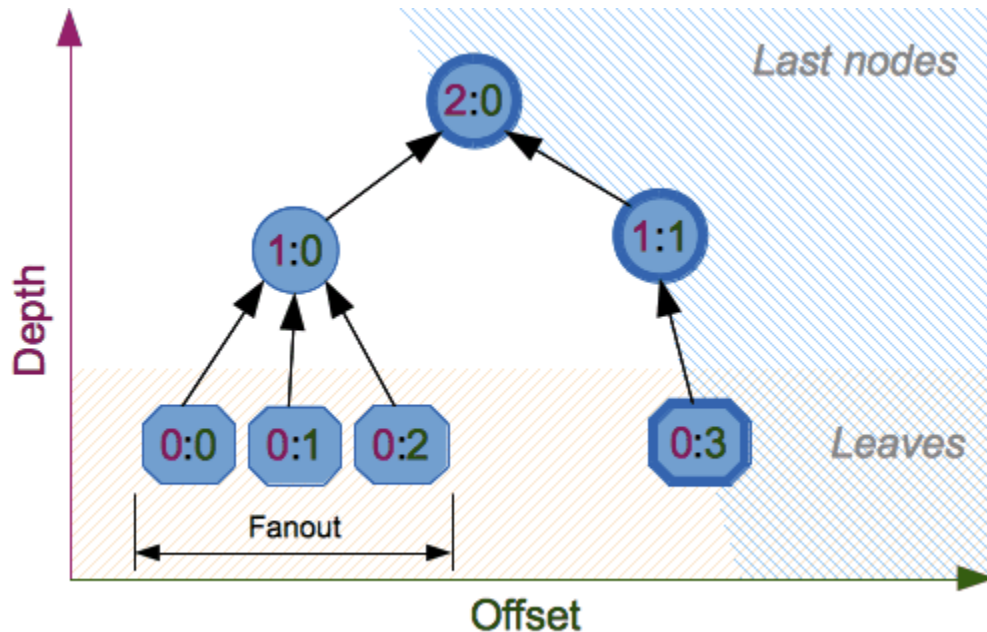 Last nodes
2:0
1:0
1:1
Depth
0:0
0:1
0:2
0:3
Leaves
Fanout
Offset